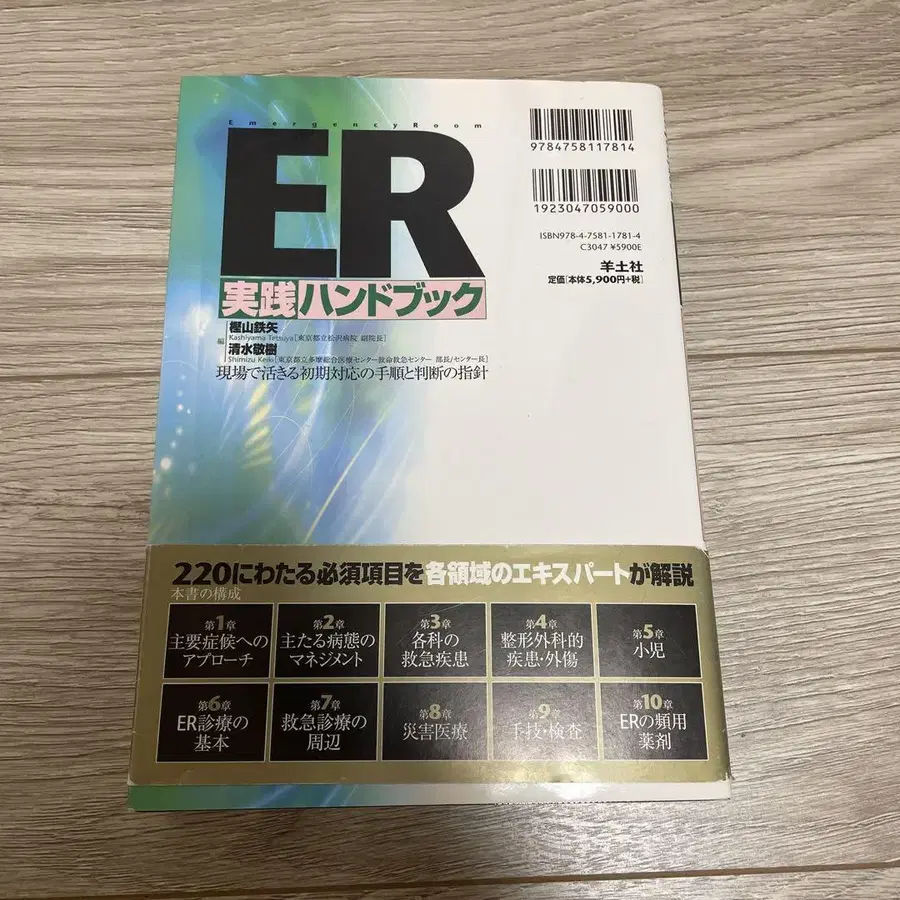 EmergencyRoom
ER
実践ハンドブック
編
樫山鉄矢
Kashiyama Tetsuya[東京都立松沢病院 副院長]
清水敬樹
Shimizu Keiki[東京都立多摩総合医療センター救命救急センター 部長/センター長]
現場で活きる初期対応の手順と判断の指針
9784758117814
1923047059000
ISBN978-4-7581-1781-4
C3047 ¥5900E
羊土社
定価[本体5,900円+税]
220にわたる必須項目を各領域のエキスパートが解説
本書の構成
第1章
主要症候への
アプローチ
第2章
主たる病態の
マネジメント
第3章
各科の
救急疾患
第4章
整形外科的
疾患・外傷
第5章
小児
第6章
ER診療の
基本
第7章
救急診療の
周辺
第8章
災害医療
第9章
手技・検査
第10章
ERの頻用
薬剤